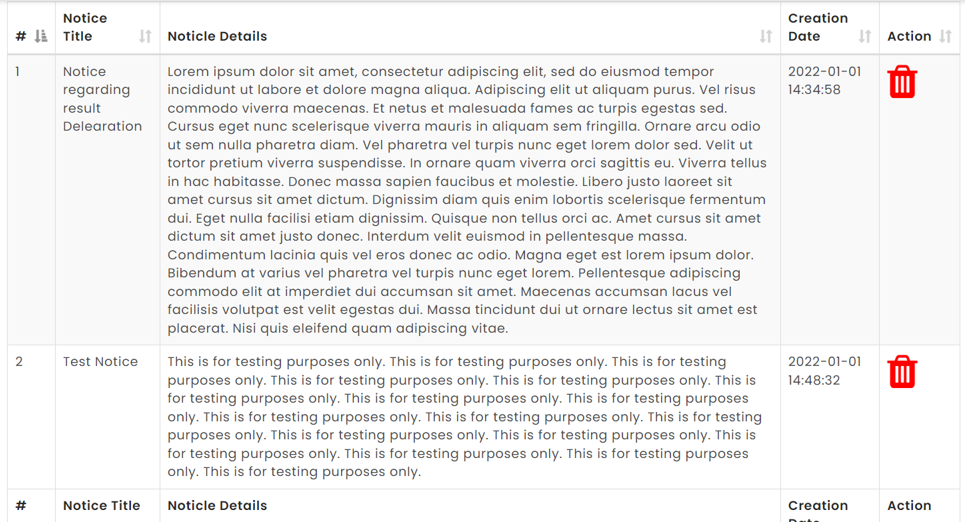 Notice Creation
# Title Noticle Details Date Action
1 Notice Lorem ipsum dolor sit amet, consectetur adipiscing elit, sed do eiusmod tempor 2022-01-01
regarding incididunt ut labore et dolore magna aliqua. Adipiscing elit ut aliquam purus. Vel risus 14:34:58
result commodo viverra maecenas. Et netus et malesuada fames ac turpis egestas sed.
Delearation Cursus eget nunc scelerisque viverra mauris in aliquam sem fringilla. Ornare arcu odio
ut sem nulla pharetra diam. Vel pharetra vel turpis nunc eget lorem dolor sed. Velit ut
tortor pretium viverra suspendisse. In ornare quam viverra orci sagittis eu. Viverra tellus
in hac habitasse. Donec massa sapien faucibus et molestie. Libero justo laoreet sit
amet cursus sit amet dictum. Dignissim diam quis enim lobortis scelerisque fermentum
dui. Eget nulla facilisi etiam dignissim. Quisque non tellus orci ac. Amet cursus sit amet
dictum sit amet justo donec. Interdum velit euismod in pellentesque massa.
Condimentum lacinia quis vel eros donec ac odio. Magna eget est lorem ipsum dolor.
Bibendum at varius vel pharetra vel turpis nunc eget lorem. Pellentesque adipiscing
commodo elit at imperdiet dui accumsan sit amet. Maecenas accumsan lacus vel
facilisis volutpat est velit egestas dui. Massa tincidunt dui ut ornare lectus sit amet est
placerat. Nisi quis eleifend quam adipiscing vitae.
2 Test Notice This is for testing purposes only. This is for testing purposes only. This is for testing 2022-01-01
purposes only. This is for testing purposes only. This is for testing purposes only. This is 14:48:32
for testing purposes only. This is for testing purposes only. This is for testing purposes
only. This is for testing purposes only. This is for testing purposes only. This is for testing
purposes only. This is for testing purposes only. This is for testing purposes only. This is
for testing purposes only. This is for testing purposes only. This is for testing purposes
only. This is for testing purposes only.
# Notice Title Noticle Details Creation Action
Date